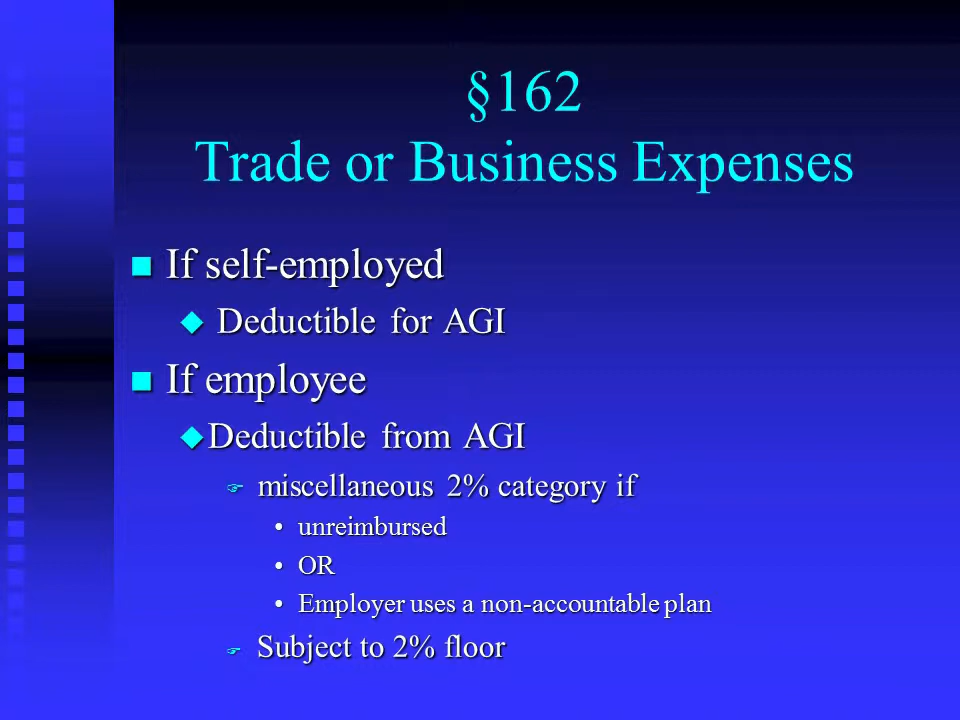 §162
Trade or Business Expenses
If self-employed
Deductible for AGI
If employee
Deductible from AGI
miscellaneous 2% category if
• unreimbursed
• OR
• Employer uses a non-accountable plan
Subject to 2% floor